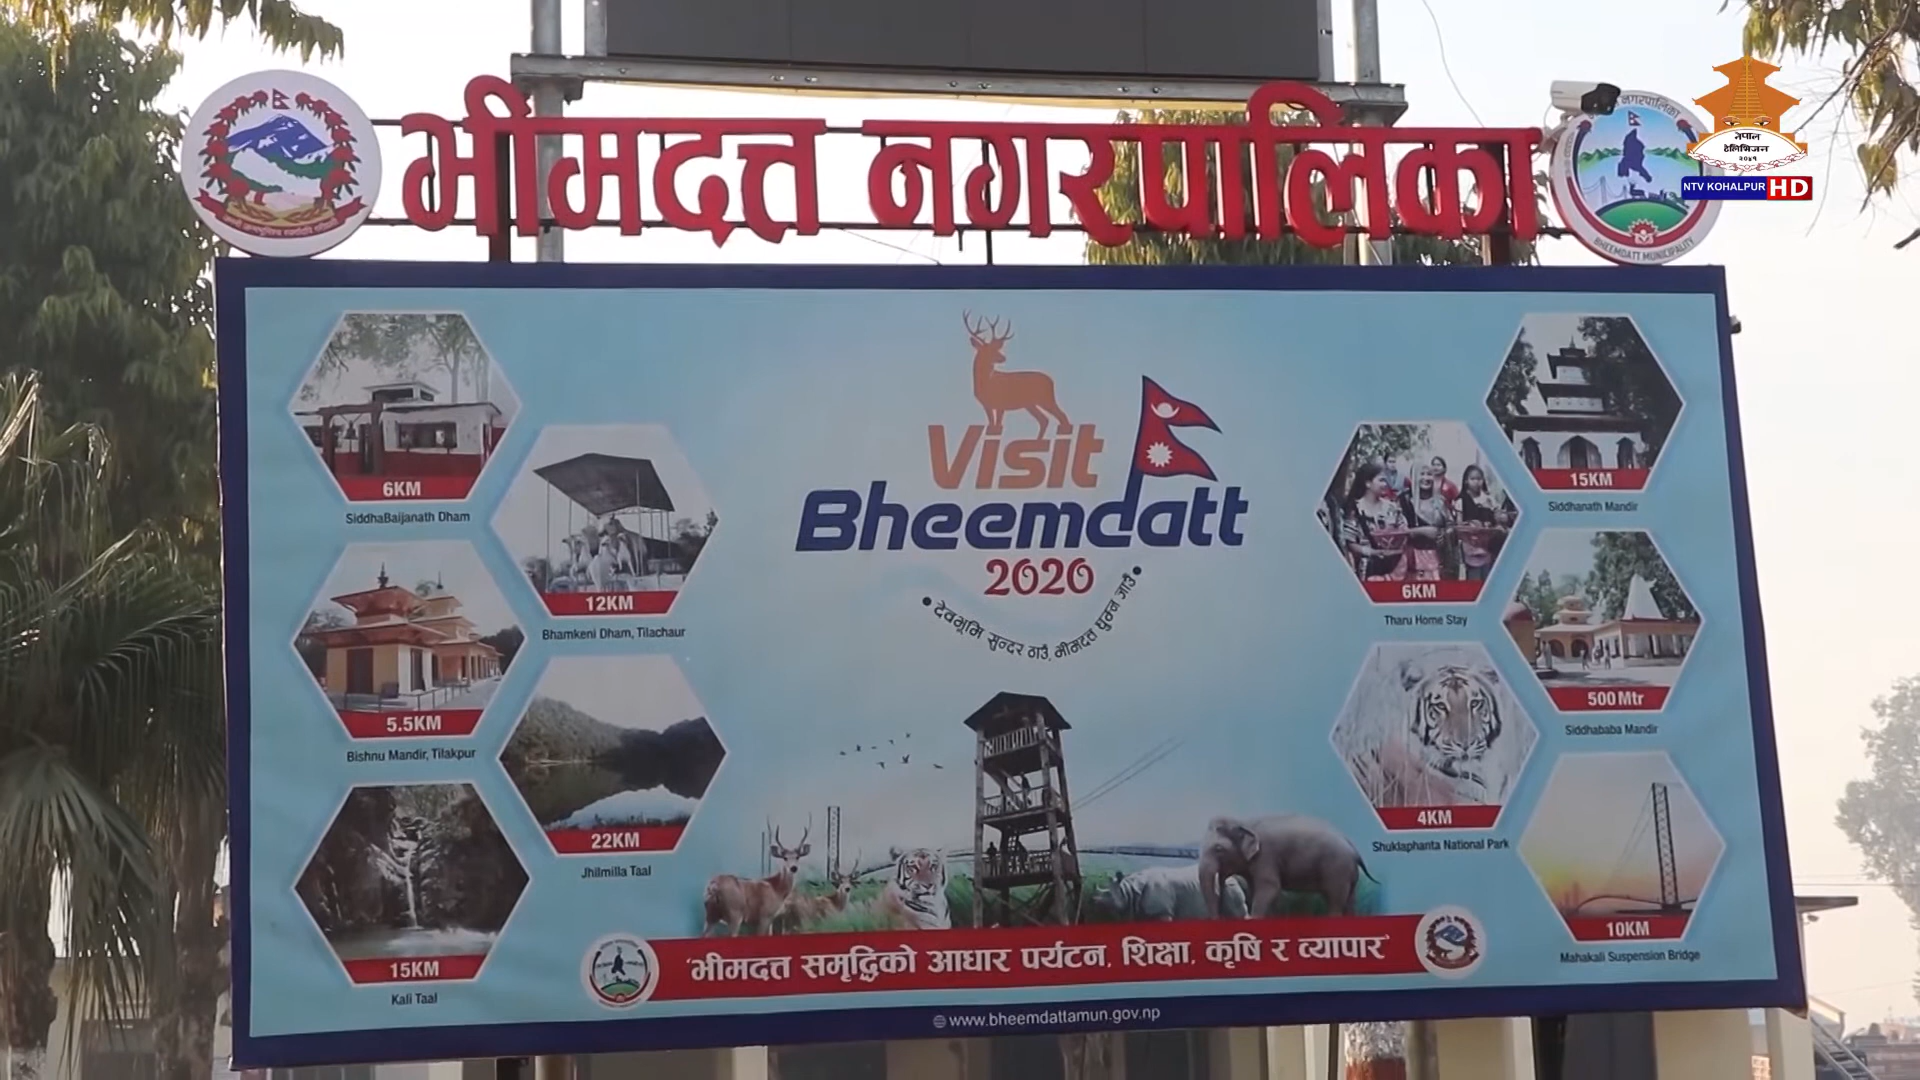 भीमदत्त नगरपालिका
नगरपालिका
BHEEMDATT MUNICIPALITY
नेपाल
टेलिभिजन
२०४१
NTV KOHALPUR HD
Visit
Bheemdatt
2020
देवभूमि सुन्दर ठाउँ, भीमदत्त घुम्न जाउँ
6KM
SiddhaBaijanath Dham
12KM
Bhamkeni Dham, Tilachaur
5.5KM
Bishnu Mandir, Tilakpur
22KM
Jhilmilla Taal
15KM
Kali Taal
15KM
Siddhanath Mandir
6KM
Tharu Home Stay
500 Mtr
Siddhababa Mandir
4KM
Shuklaphanta National Park
10KM
Mahakali Suspension Bridge
'भीमदत्त समृद्धिको आधार पर्यटन, शिक्षा, कृषि र व्यापार'
www.bheemdattamun.gov.np